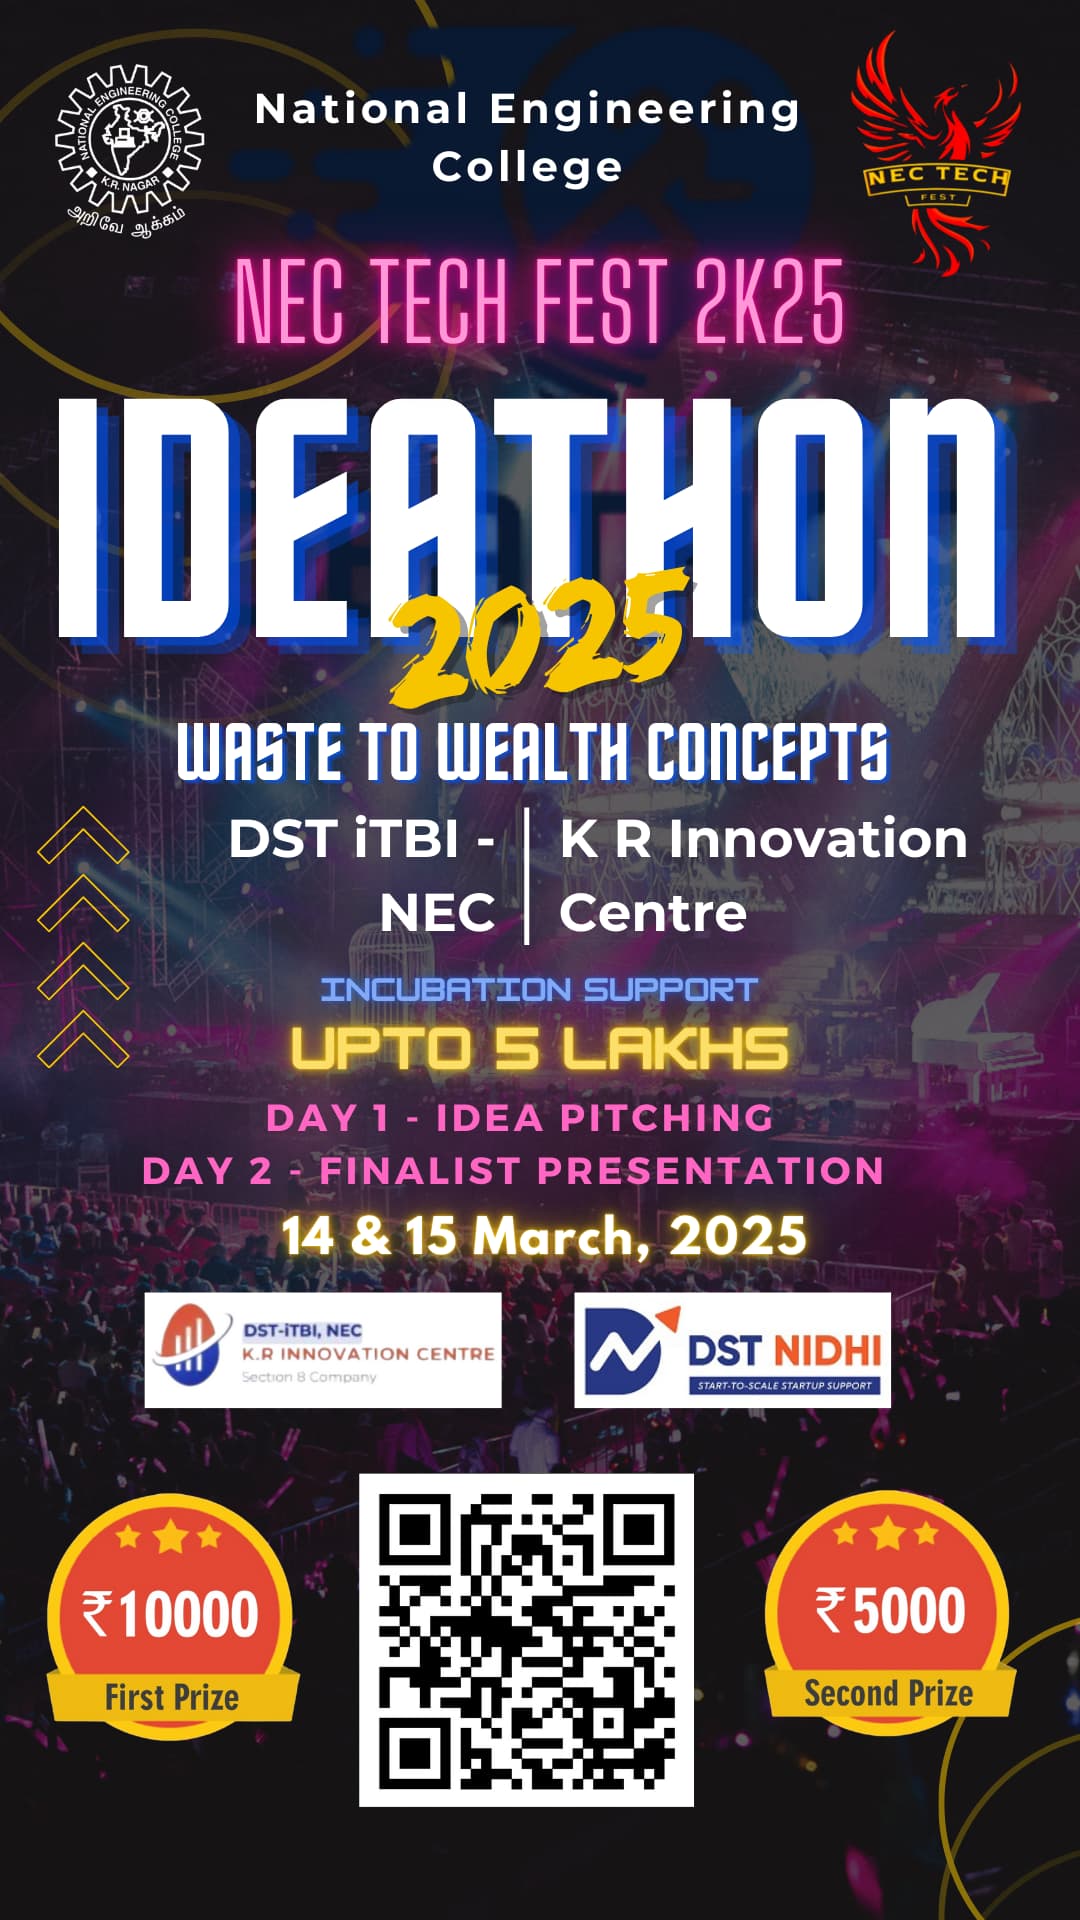 NATIONAL ENGINEERING COLLEGE
K.R. NAGAR
அறிவே ஆக்கம்
National Engineering
College
NEC TECH
FEST
NEC TECH FEST 2K25
IDEATHON
2025
WASTE TO WEALTH CONCEPTS
DST iTBI -
NEC
K R Innovation
Centre
INCUBATION SUPPORT
UPTO 5 LAKHS
DAY 1 - IDEA PITCHING
DAY 2 - FINALIST PRESENTATION
14 & 15 March, 2025
DST-iTBI, NEC
K.R INNOVATION CENTRE
Section 8 Company
DST NIDHI
START-TO-SCALE STARTUP SUPPORT
₹10000
First Prize
₹5000
Second Prize